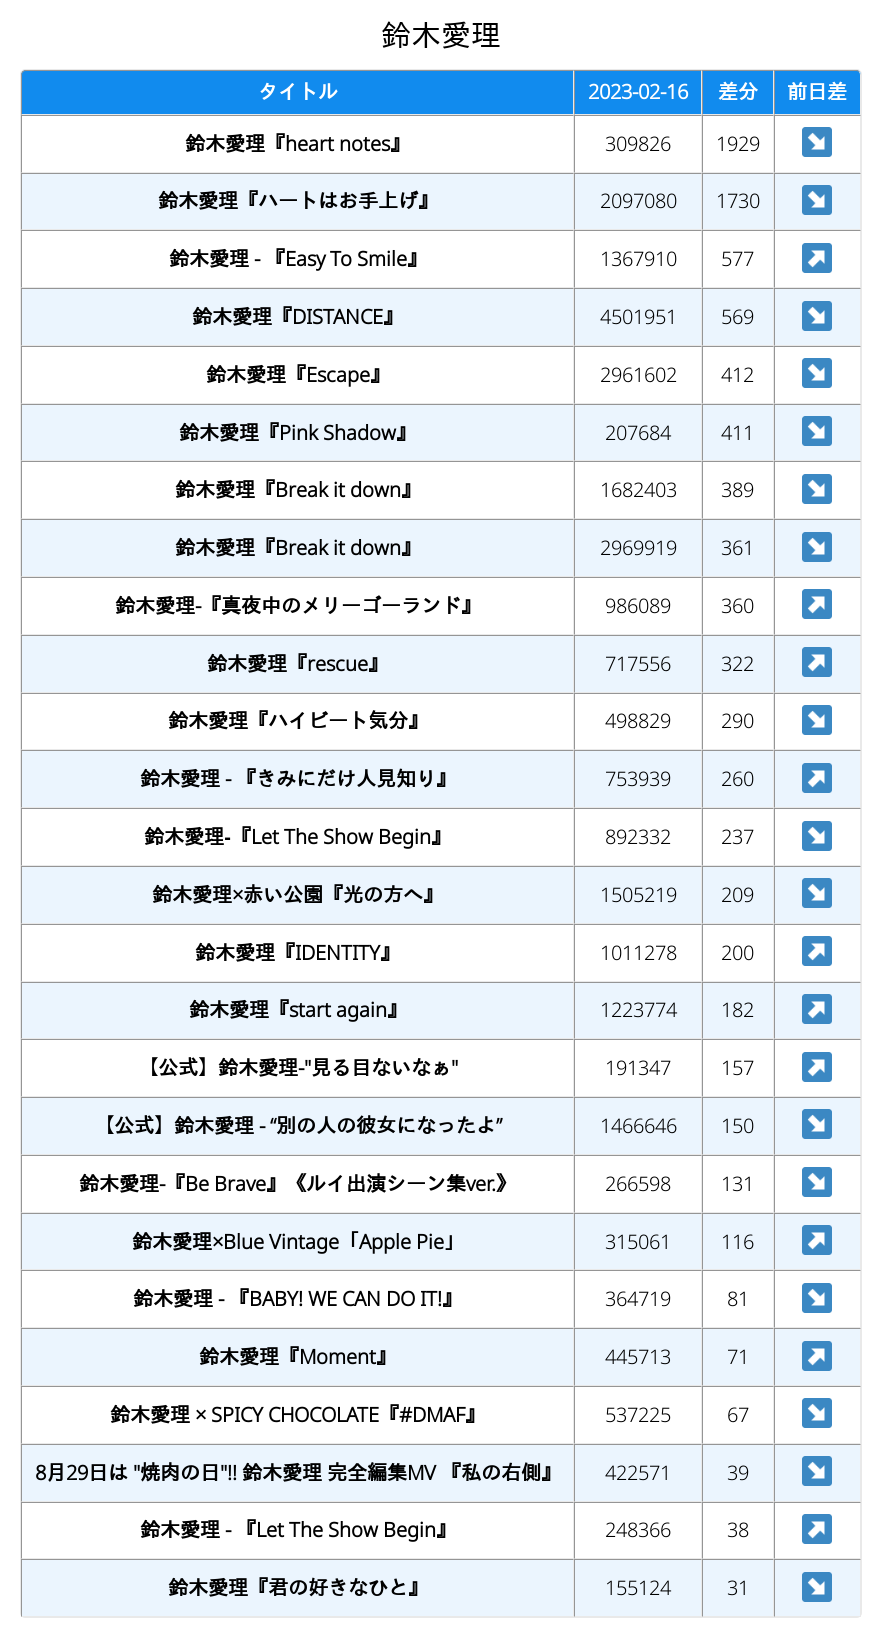 鈴木愛理
タイトル 2023-02-16 差分 前日差
鈴木愛理『heart notes』 309826 1929 ↘
鈴木愛理『ハートはお手上げ』 2097080 1730 ↘
鈴木愛理 - 『Easy To Smile』 1367910 577 ↗
鈴木愛理『DISTANCE』 4501951 569 ↘
鈴木愛理『Escape』 2961602 412 ↘
鈴木愛理『Pink Shadow』 207684 411 ↘
鈴木愛理『Break it down』 1682403 389 ↘
鈴木愛理『Break it down』 2969919 361 ↘
鈴木愛理-『真夜中のメリーゴーランド』 986089 360 ↗
鈴木愛理『rescue』 717556 322 ↗
鈴木愛理『ハイビート気分』 498829 290 ↘
鈴木愛理 - 『きみにだけ人見知り』 753939 260 ↗
鈴木愛理-『Let The Show Begin』 892332 237 ↘
鈴木愛理×赤い公園『光の方へ』 1505219 209 ↘
鈴木愛理『IDENTITY』 1011278 200 ↗
鈴木愛理『start again』 1223774 182 ↗
【公式】鈴木愛理-"見る目ないなぁ" 191347 157 ↗
【公式】鈴木愛理 - “別の人の彼女になったよ” 1466646 150 ↘
鈴木愛理-『Be Brave』《ルイ出演シーン集ver.》 266598 131 ↘
鈴木愛理×Blue Vintage「Apple Pie」 315061 116 ↗
鈴木愛理 - 『BABY! WE CAN DO IT!』 364719 81 ↘
鈴木愛理『Moment』 445713 71 ↗
鈴木愛理 × SPICY CHOCOLATE『#DMAF』 537225 67 ↘
8月29日は "焼肉の日"!! 鈴木愛理 完全編集MV 『私の右側』 422571 39 ↘
鈴木愛理 - 『Let The Show Begin』 248366 38 ↗
鈴木愛理『君の好きなひと』 155124 31 ↘